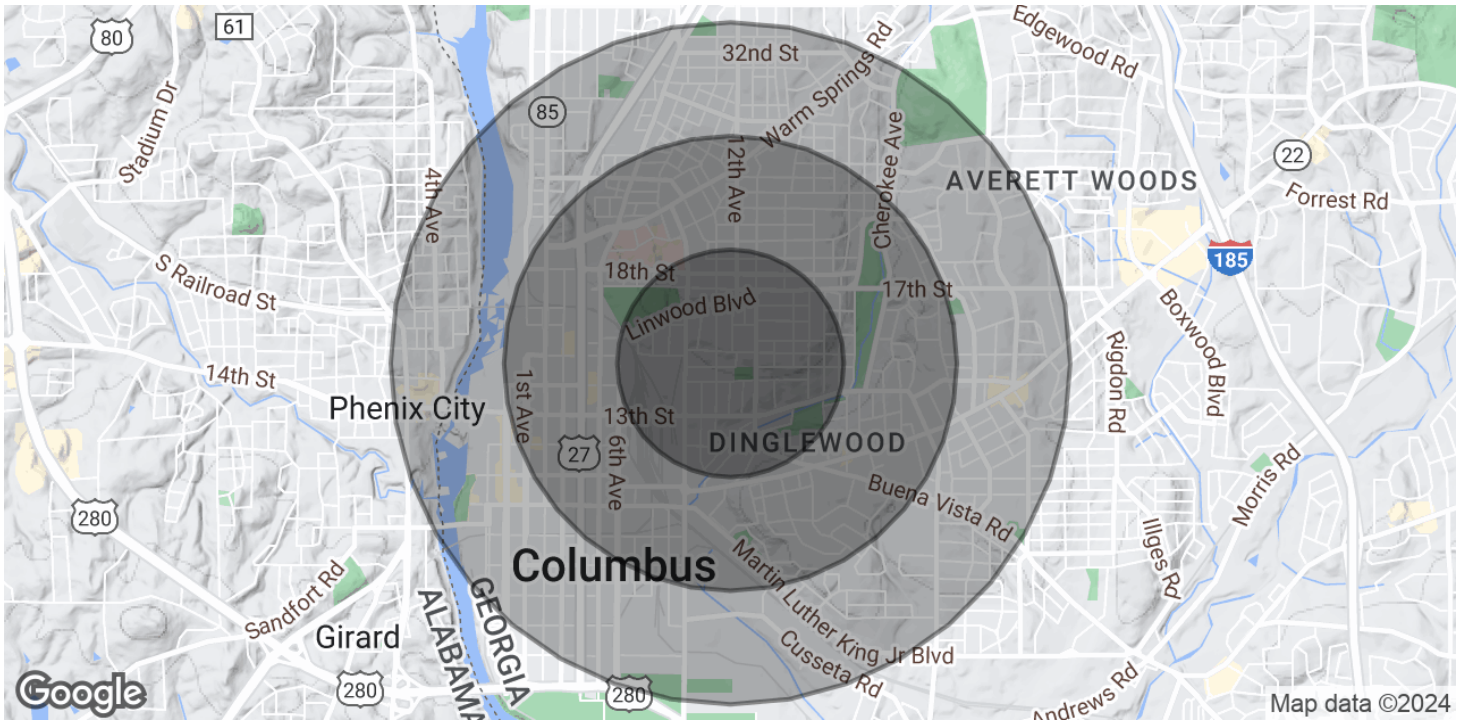 80
61
32nd St
Warm Springs Rd
Edgewood Rd
Stadium Dr
85
4th Ave
12th Ave
Cherokee Ave
22
AVERETT WOODS
Forrest Rd
185
S Railroad St
18th St
17th St
Linwood Blvd
Boxwood Blvd
Rigdon Rd
14th St
Phenix City
1st Ave
13th St
6th Ave
27
DINGLEWOOD
Buena Vista Rd
Morris Rd
280
Illges Rd
Columbus
Martin Luther King Jr Blvd
Sandfort Rd
Girard
GEORGIA
ALABAMA
Cusseta Rd
280
280
Andrews Rd
Google
Map data ©2024